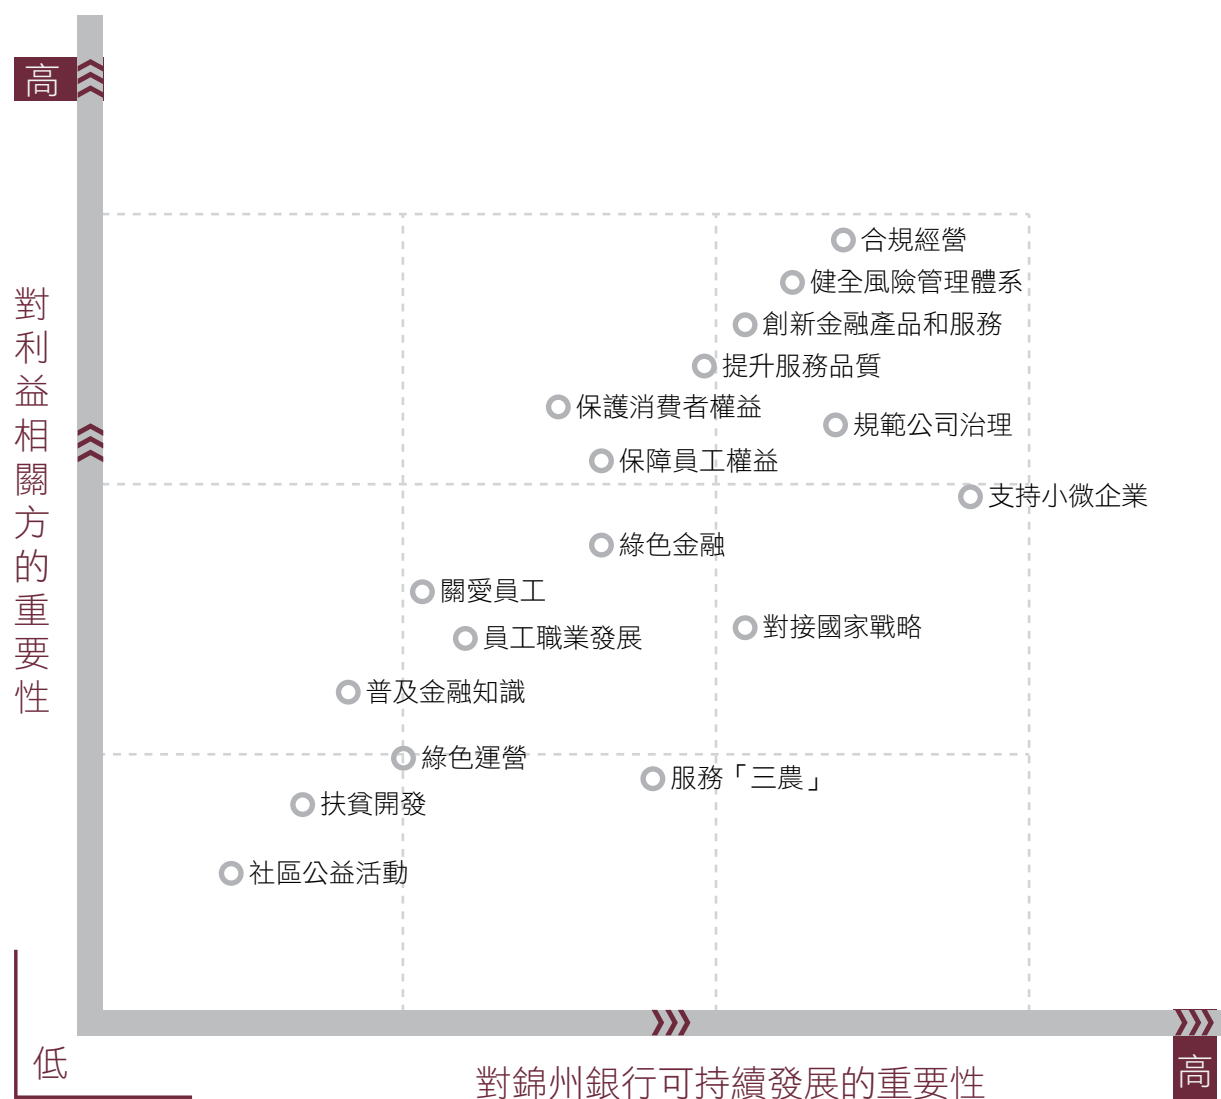 高
對利益相關方的重要性
合規經營
健全風險管理體系
創新金融產品和服務
提升服務品質
保護消費者權益
規範公司治理
保障員工權益
支持小微企業
綠色金融
關愛員工
對接國家戰略
員工職業發展
普及金融知識
綠色運營
服務「三農」
扶貧開發
社區公益活動
低
對錦州銀行可持續發展的重要性
高